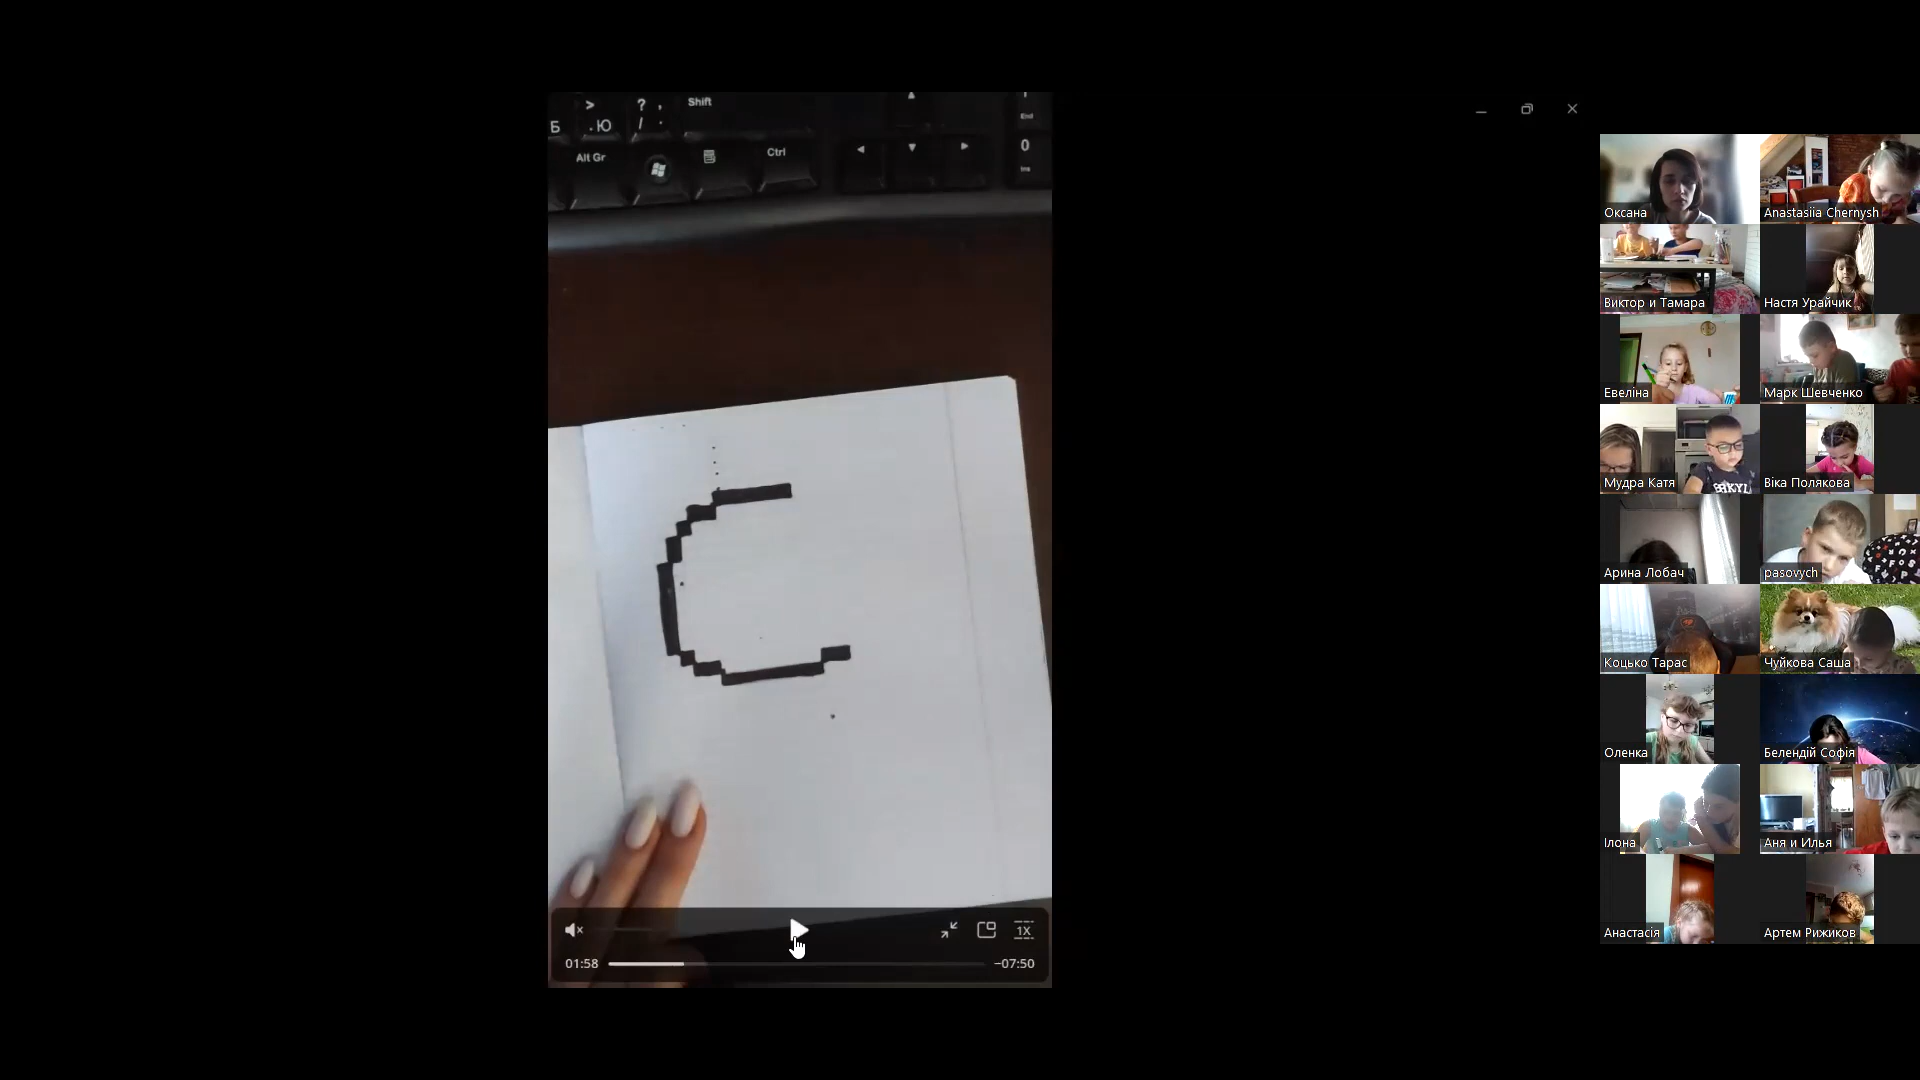 > ? , Shift
Б .Ю / . End
Alt Gr Ctrl 0
Ins
01:58 −07:50
1X
Оксана Anastasiia Chernysh
Виктор и Тамара Настя Урайчик
Евеліна Марк Шевченко
Мудра Катя Віка Полякова
Арина Лобач pasovych
Коцько Тарас Чуйкова Саша
Оленка Белендій Софія
Ілона Аня и Илья
Анастасія Артем Рижиков